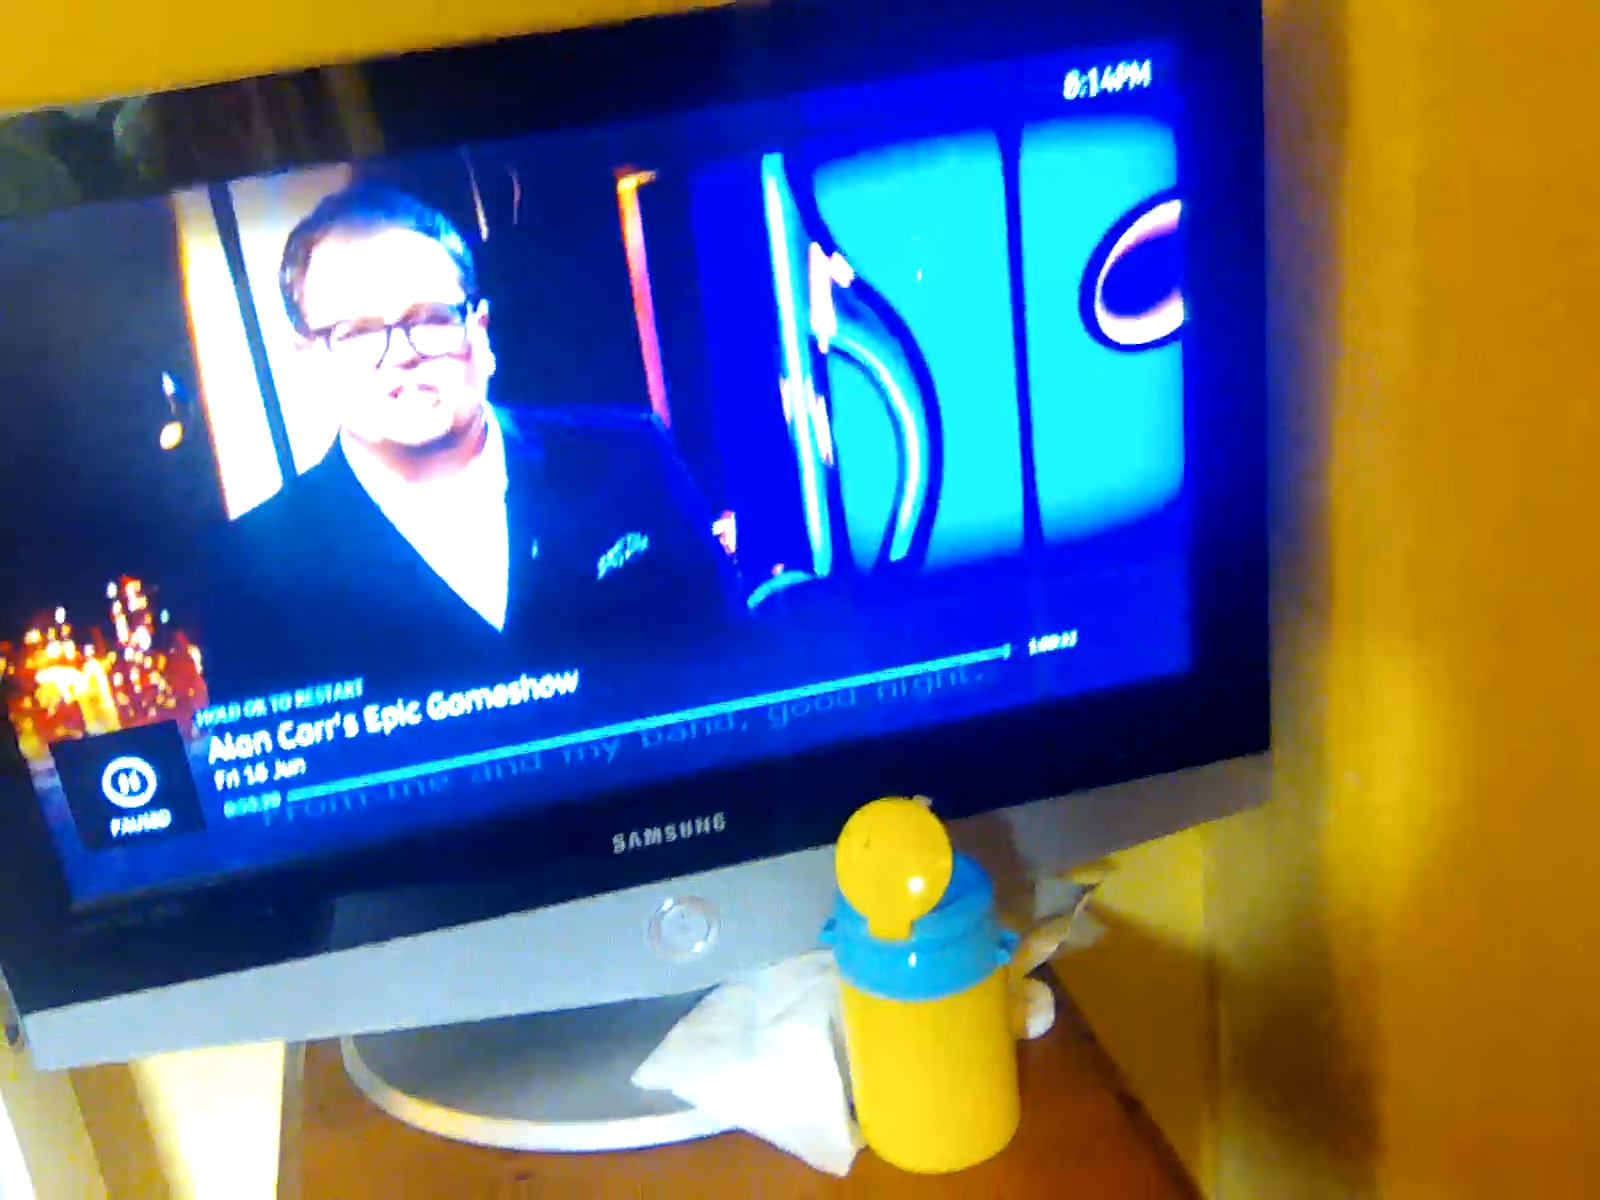 8:14PM
HOLD OK TO RESTART
Alan Carr's Epic Gameshow
Fri 16 Jun
PAUSED
From me and my band, good night.
SAMSUNG